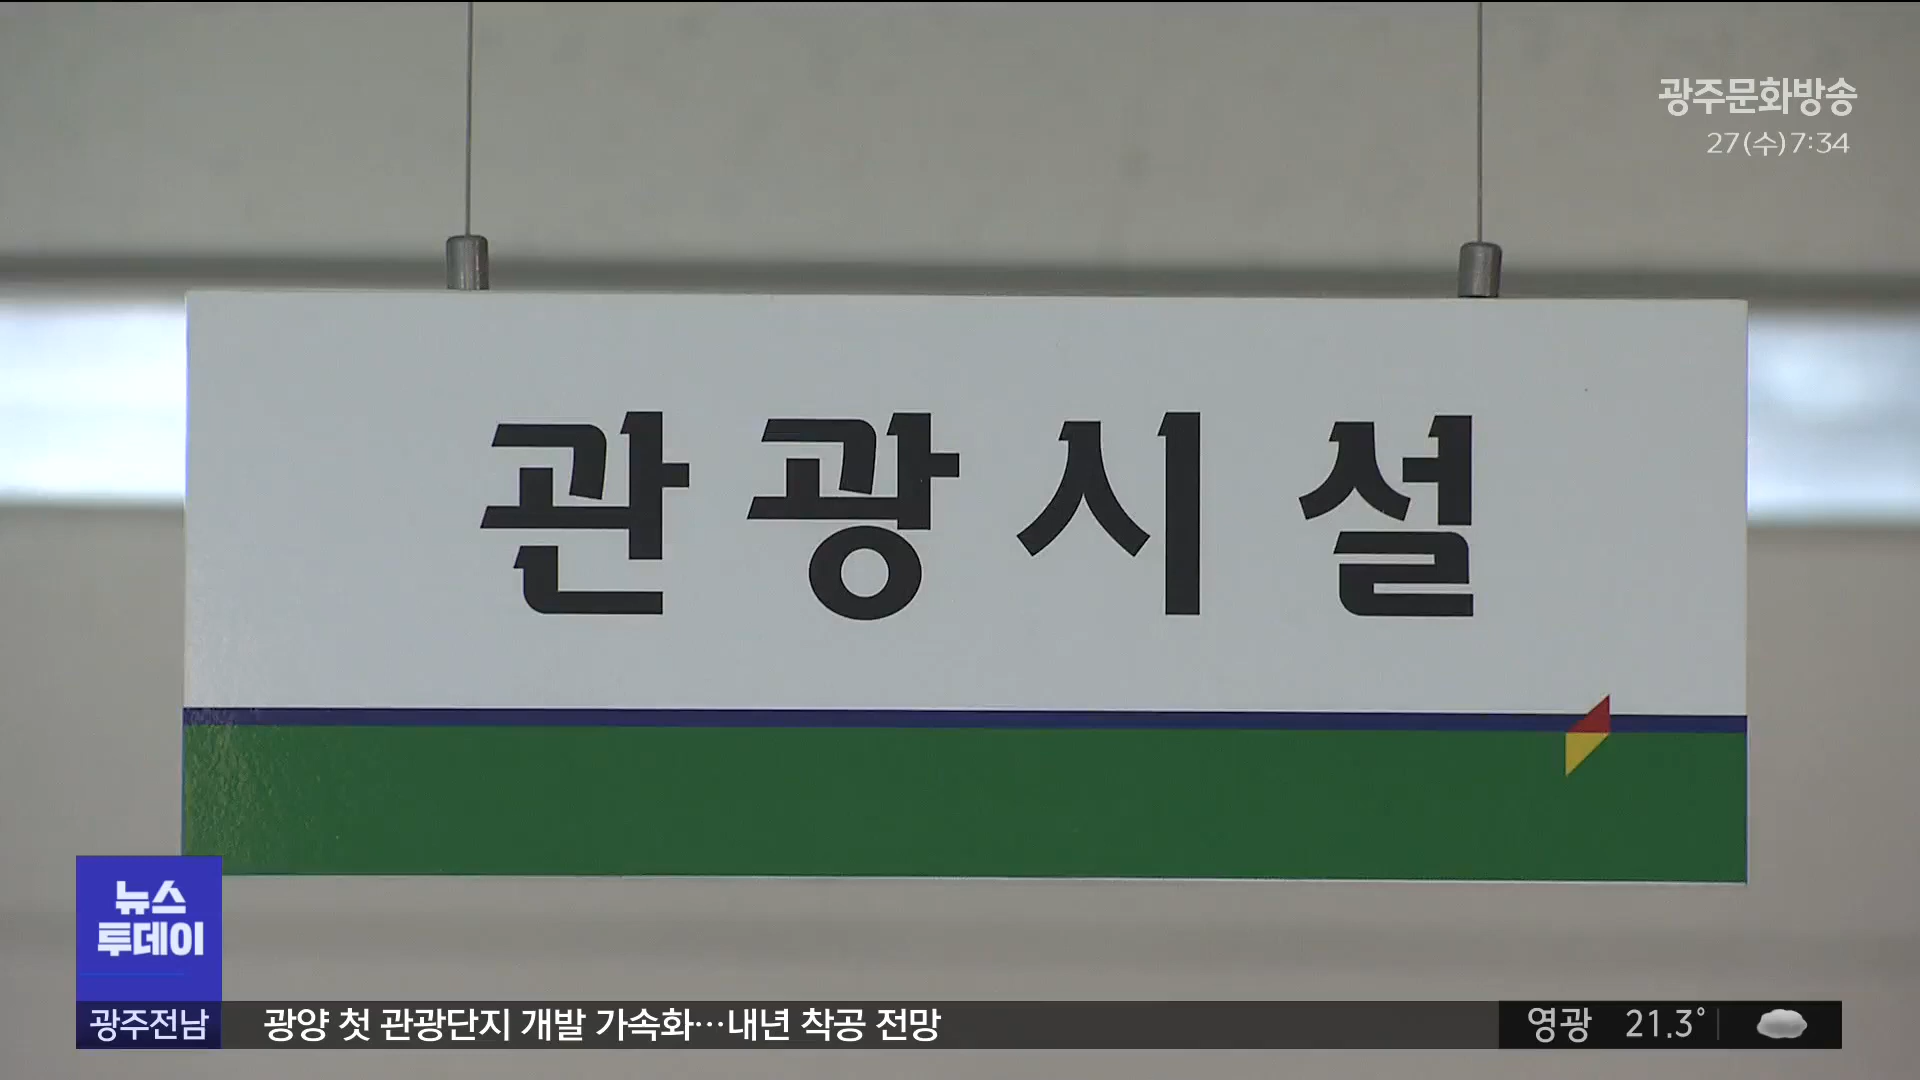 광주문화방송
27(수)7:34
관광시설
뉴스
투데이
광주전남
광양 첫 관광단지 개발 가속화…내년 착공 전망
영광 21.3°